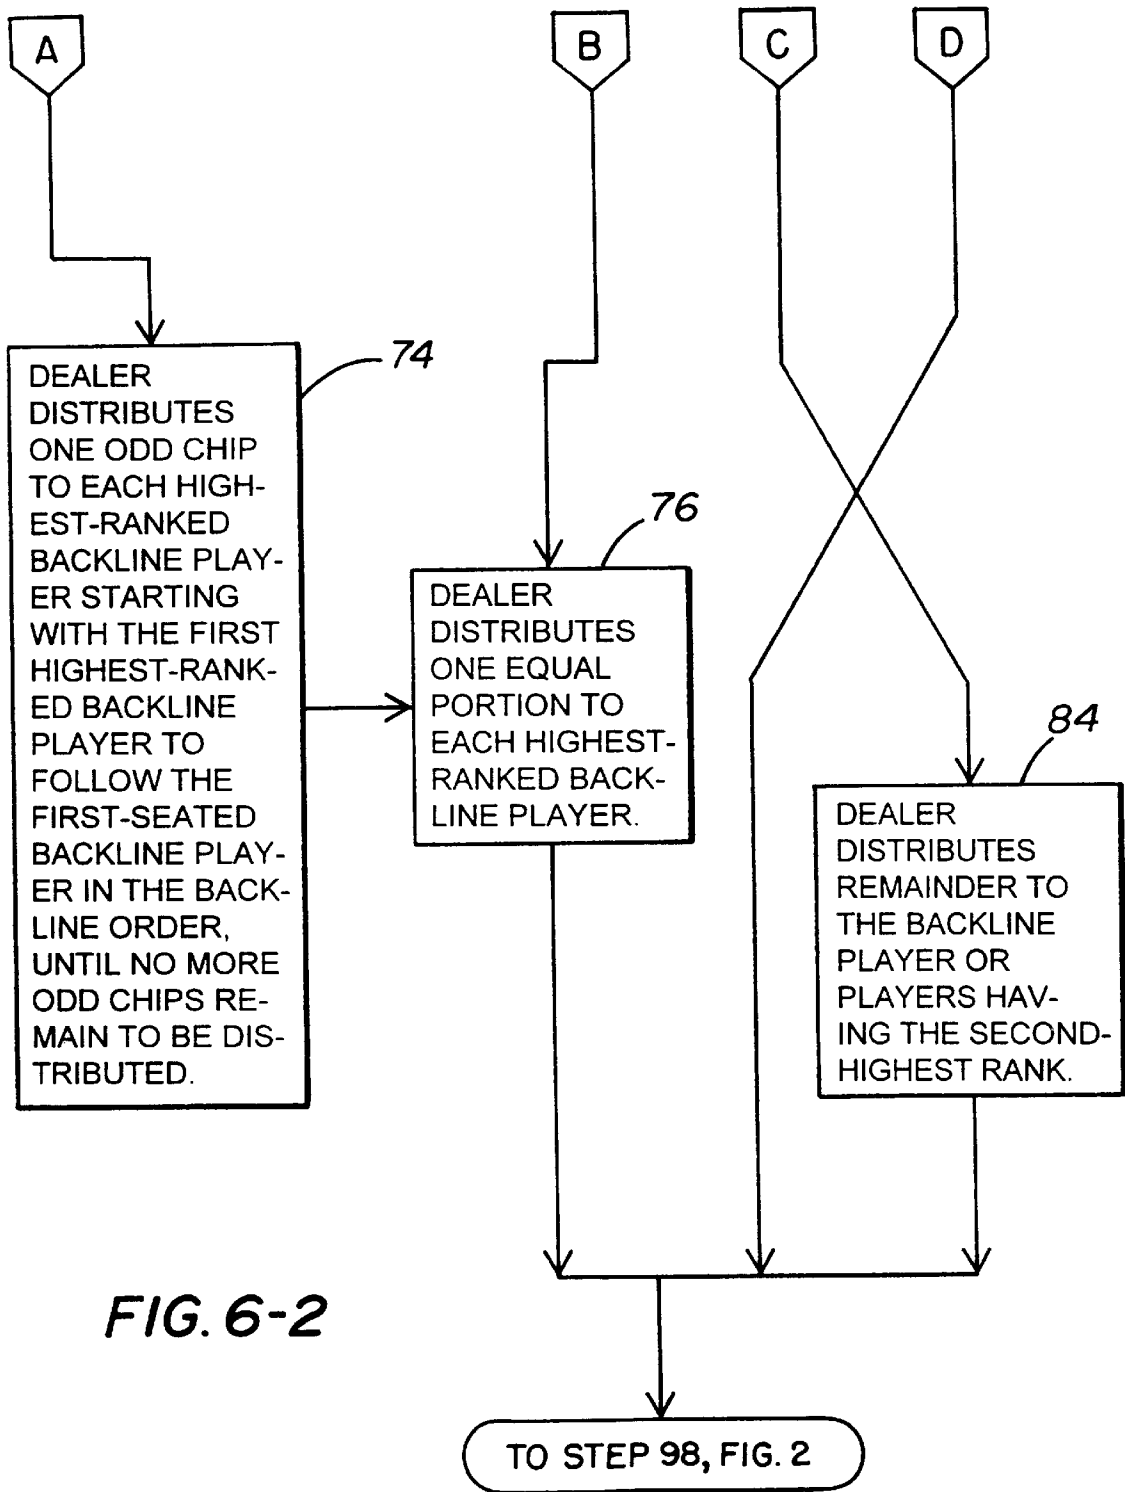 A
B
C
D
74
DEALER
DISTRIBUTES
ONE ODD CHIP
TO EACH HIGH-
EST-RANKED
BACKLINE PLAY-
ER STARTING
WITH THE FIRST
HIGHEST-RANK-
ED BACKLINE
PLAYER TO
FOLLOW THE
FIRST-SEATED
BACKLINE PLAY-
ER IN THE BACK-
LINE ORDER,
UNTIL NO MORE
ODD CHIPS RE-
MAIN TO BE DIS-
TRIBUTED.
76
DEALER
DISTRIBUTES
ONE EQUAL
PORTION TO
EACH HIGHEST-
RANKED BACK-
LINE PLAYER.
84
DEALER
DISTRIBUTES
REMAINDER TO
THE BACKLINE
PLAYER OR
PLAYERS HAV-
ING THE SECOND-
HIGHEST RANK.
FIG. 6-2
TO STEP 98, FIG. 2